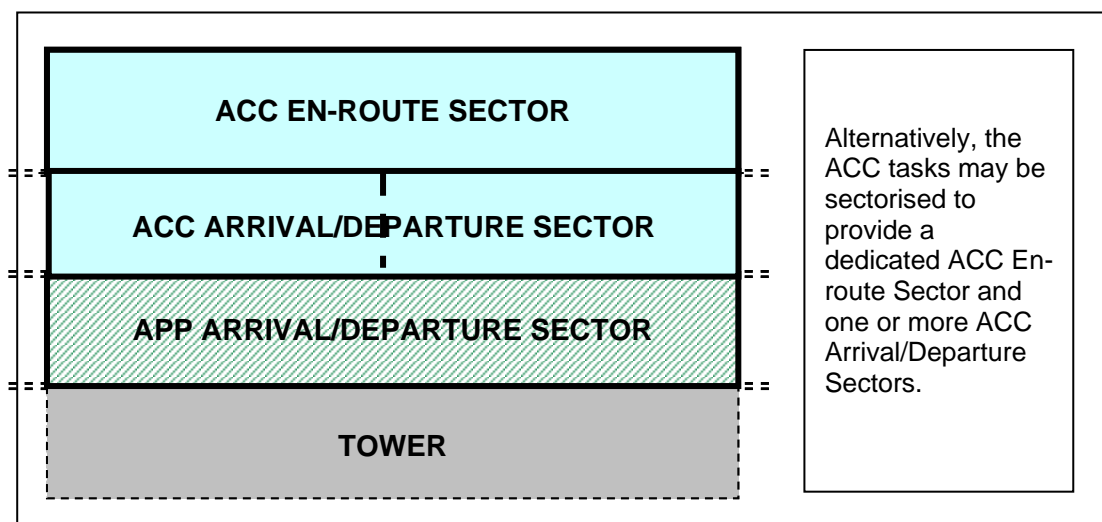 ACC EN-ROUTE SECTOR
ACC ARRIVAL/DEPARTURE SECTOR
APP ARRIVAL/DEPARTURE SECTOR
TOWER
Alternatively, the
ACC tasks may be
sectorised to
provide a
dedicated ACC En-
route Sector and
one or more ACC
Arrival/Departure
Sectors.